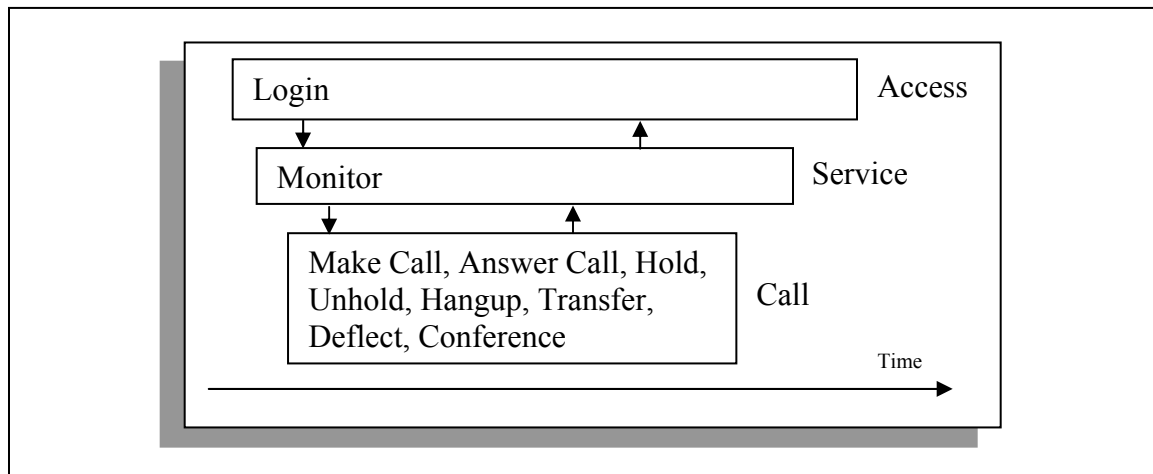 Login
Access
Monitor
Service
Make Call, Answer Call, Hold,
Unhold, Hangup, Transfer,
Deflect, Conference
Call
Time